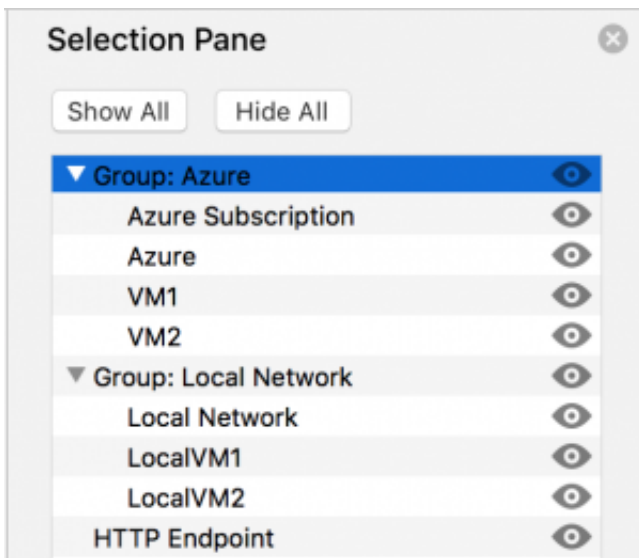 Selection Pane
Show All Hide All
Group: Azure
Azure Subscription
Azure
VM1
VM2
Group: Local Network
Local Network
LocalVM1
LocalVM2
HTTP Endpoint